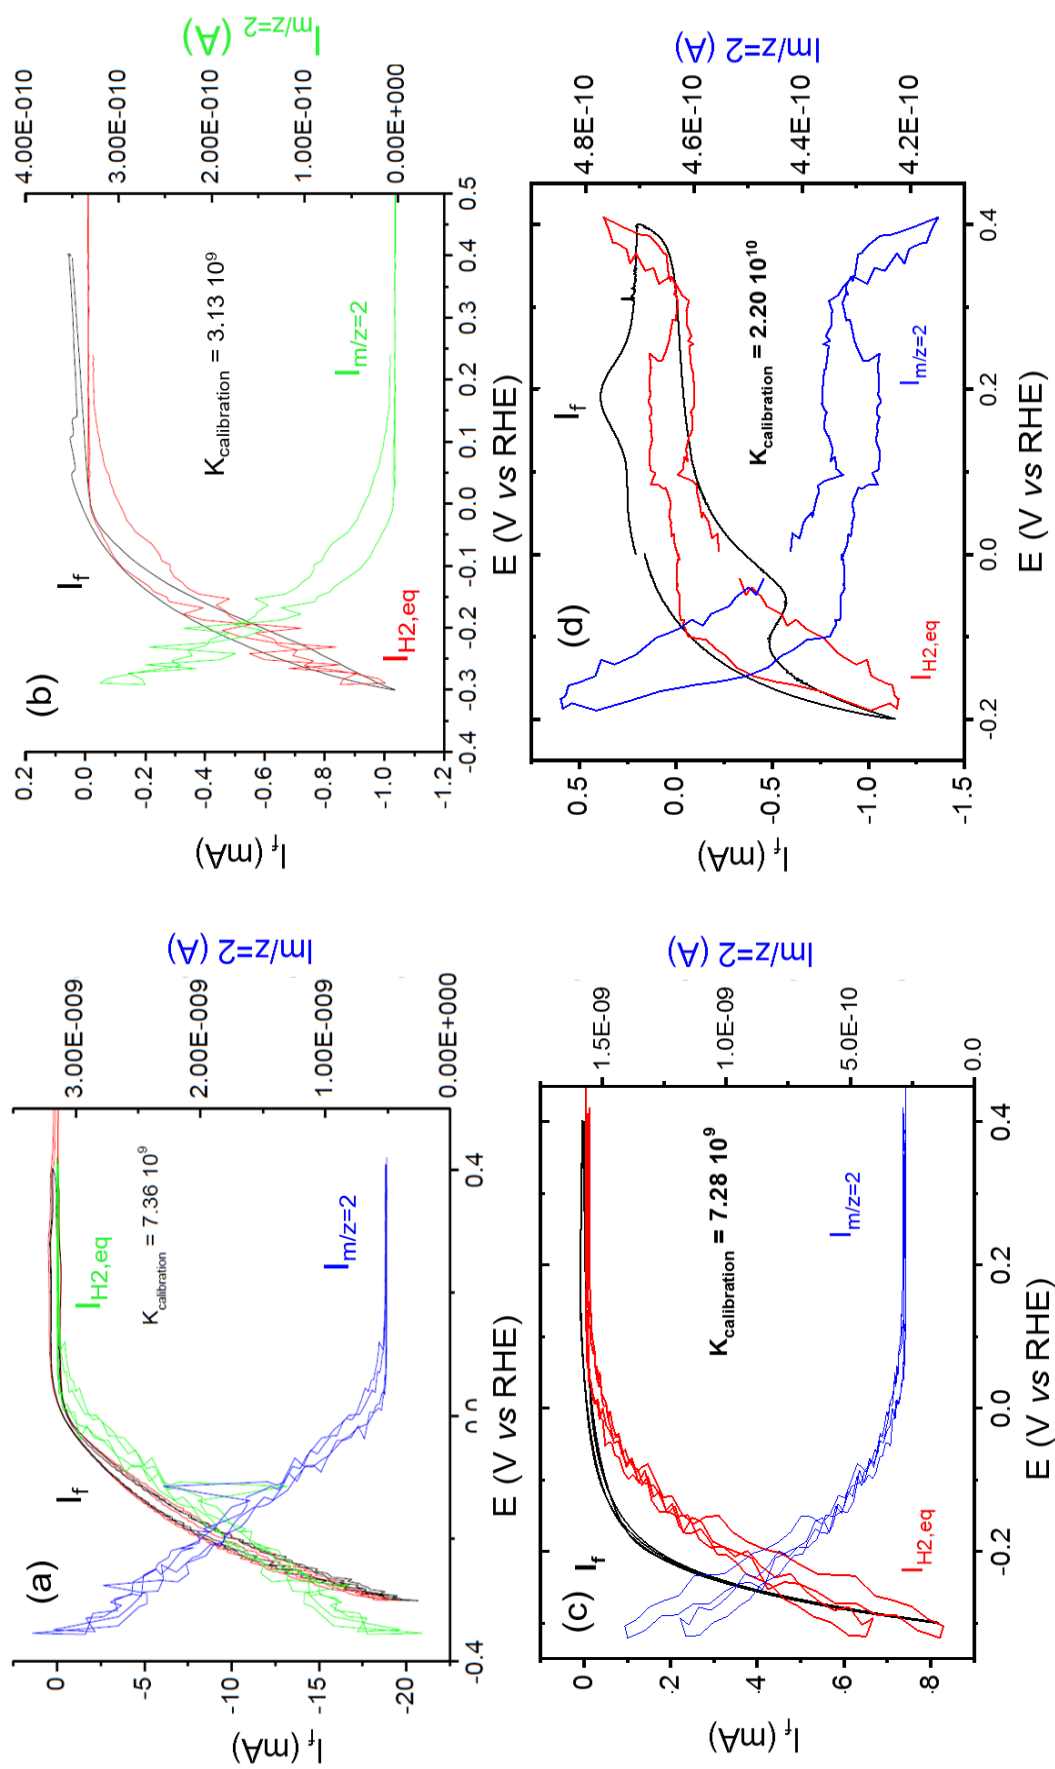 (a)
I_f
I_H2,eq
K_calibration = 7.36 10^9
I_m/z=2
0
-5
-10
-15
-20
I_f (mA)
3.00E-009
2.00E-009
1.00E-009
0.00E+000
Im/z=2 (A)
-0.4
0.0
0.4
E (V vs RHE)
(b)
I_f
K_calibration = 3.13 10^9
I_H2,eq
I_m/z=2
0.2
0.0
-0.2
-0.4
-0.6
-0.8
-1.0
-1.2
I_f (mA)
4.00E-010
3.00E-010
2.00E-010
1.00E-010
0.00E+000
I_m/z=2 (A)
-0.4
-0.3
-0.2
-0.1
0.0
0.1
0.2
0.3
0.4
0.5
E (V vs RHE)
(c)
I_f
K_calibration = 7.28 10^9
I_H2,eq
I_m/z=2
0
-2
-4
-6
-8
I_f (mA)
1.5E-09
1.0E-09
5.0E-10
0.0
Im/z=2 (A)
-0.2
0.0
0.2
0.4
E (V vs RHE)
(d)
I_f
K_calibration = 2.20 10^10
I_H2,eq
I_m/z=2
0.5
0.0
-0.5
-1.0
-1.5
I_f (mA)
4.8E-10
4.6E-10
4.4E-10
4.2E-10
Im/z=2 (A)
-0.2
0.0
0.2
0.4
E (V vs RHE)